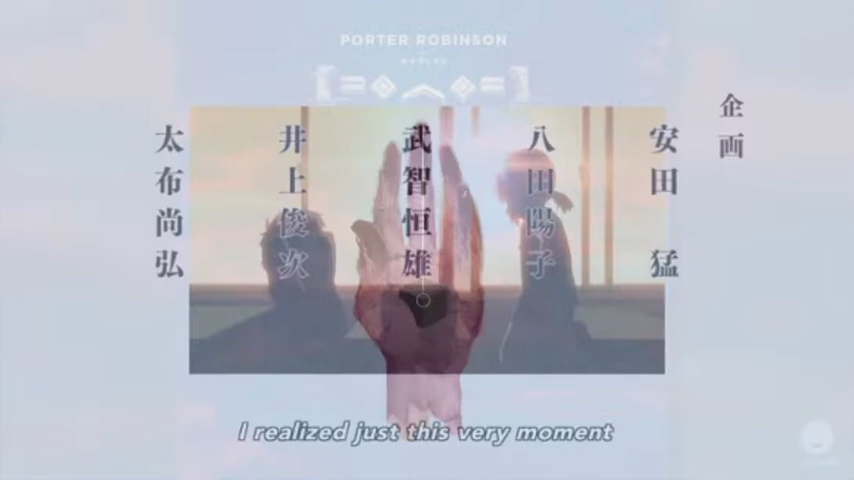 PORTER ROBINSON
企画
安田 猛
八田陽子
武智恒雄
井上俊次
太布尚弘
I realized just this very moment